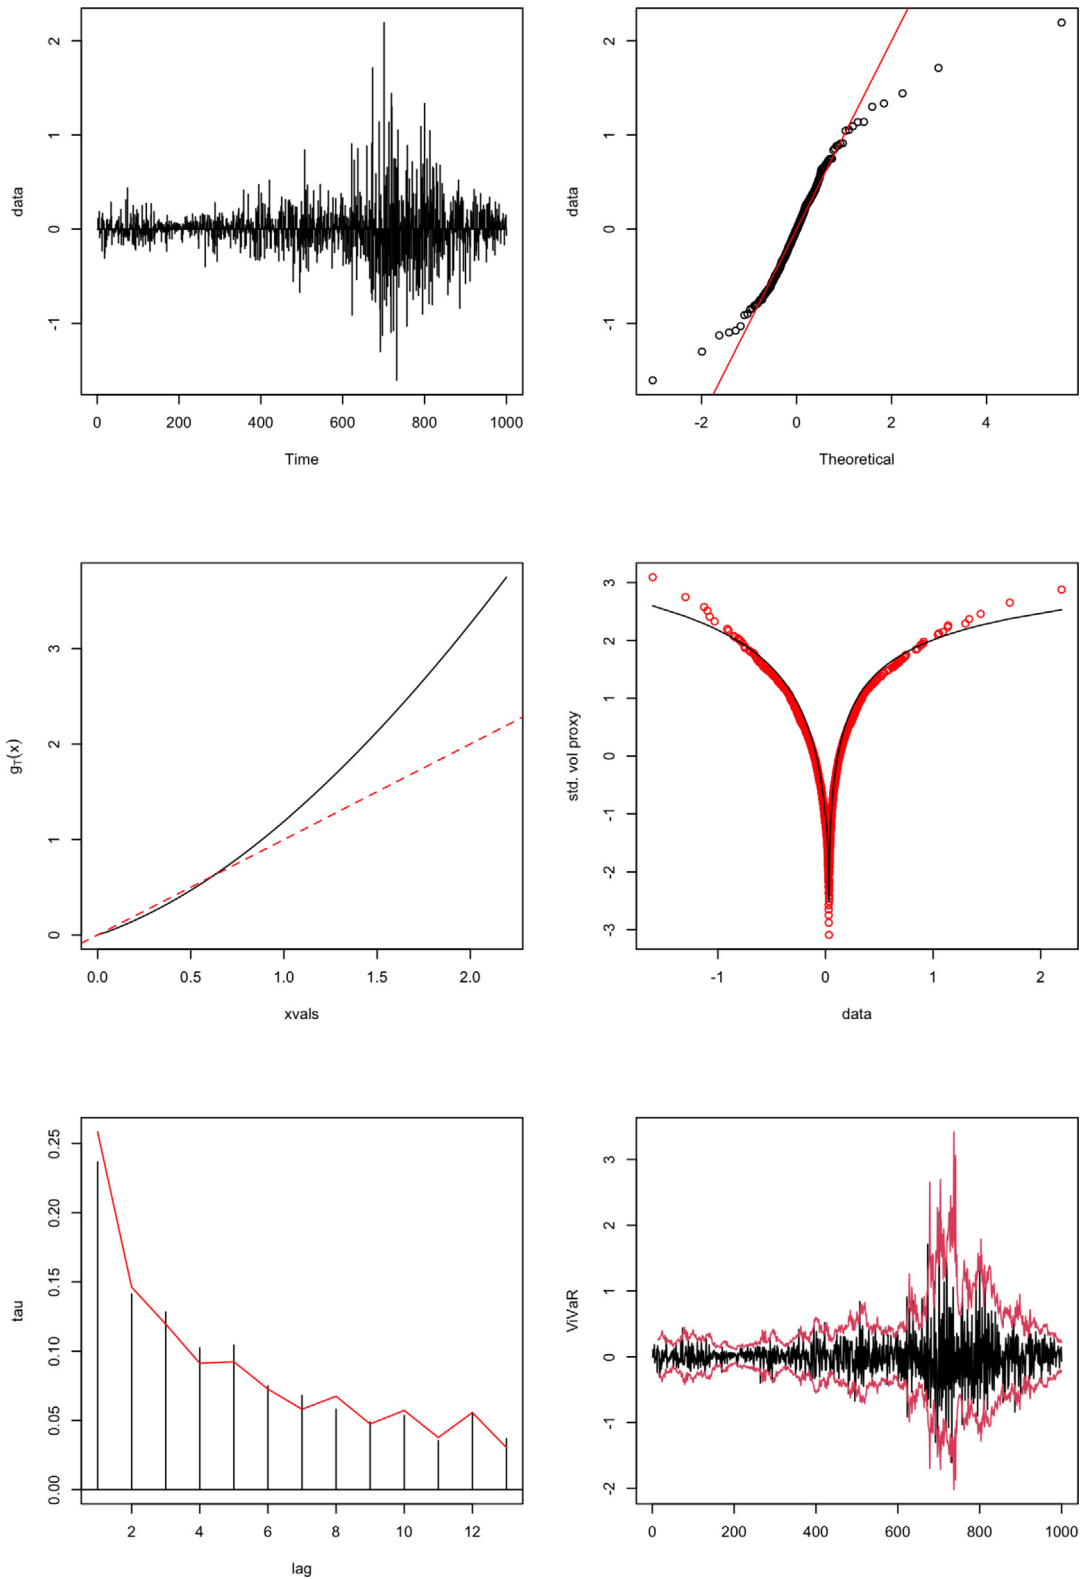 2
1
0
-1
data
0 200 400 600 800 1000
Time
2
1
0
-1
data
-2 0 2 4
Theoretical
3
2
1
0
gT(x)
0.0 0.5 1.0 1.5 2.0
xvals
3
2
1
0
-1
-2
-3
std. vol proxy
-1 0 1 2
data
0.25
0.20
0.15
0.10
0.05
0.00
tau
2 4 6 8 10 12
lag
3
2
1
0
-1
-2
ViVaR
0 200 400 600 800 1000